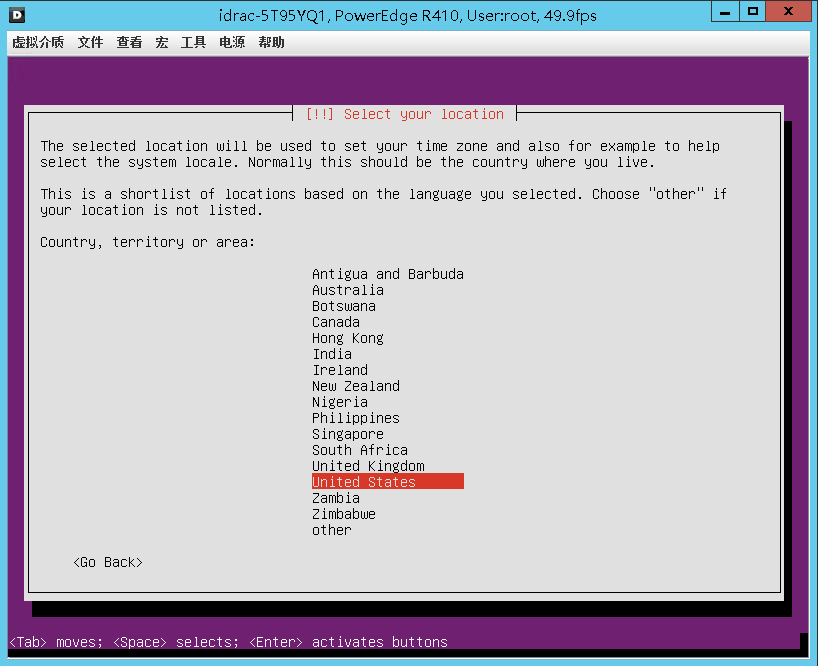 idrac-5T95YQ1, PowerEdge R410, User:root, 49.9fps
虚拟介质 文件 查看 宏 工具 电源 帮助
[!!] Select your location
The selected location will be used to set your time zone and also for example to help
select the system locale. Normally this should be the country where you live.
This is a shortlist of locations based on the language you selected. Choose "other" if
your location is not listed.
Country, territory or area:
Antigua and Barbuda
Australia
Botswana
Canada
Hong Kong
India
Ireland
New Zealand
Nigeria
Philippines
Singapore
South Africa
United Kingdom
United States
Zambia
Zimbabwe
other
<Go Back>
<Tab> moves; <Space> selects; <Enter> activates buttons